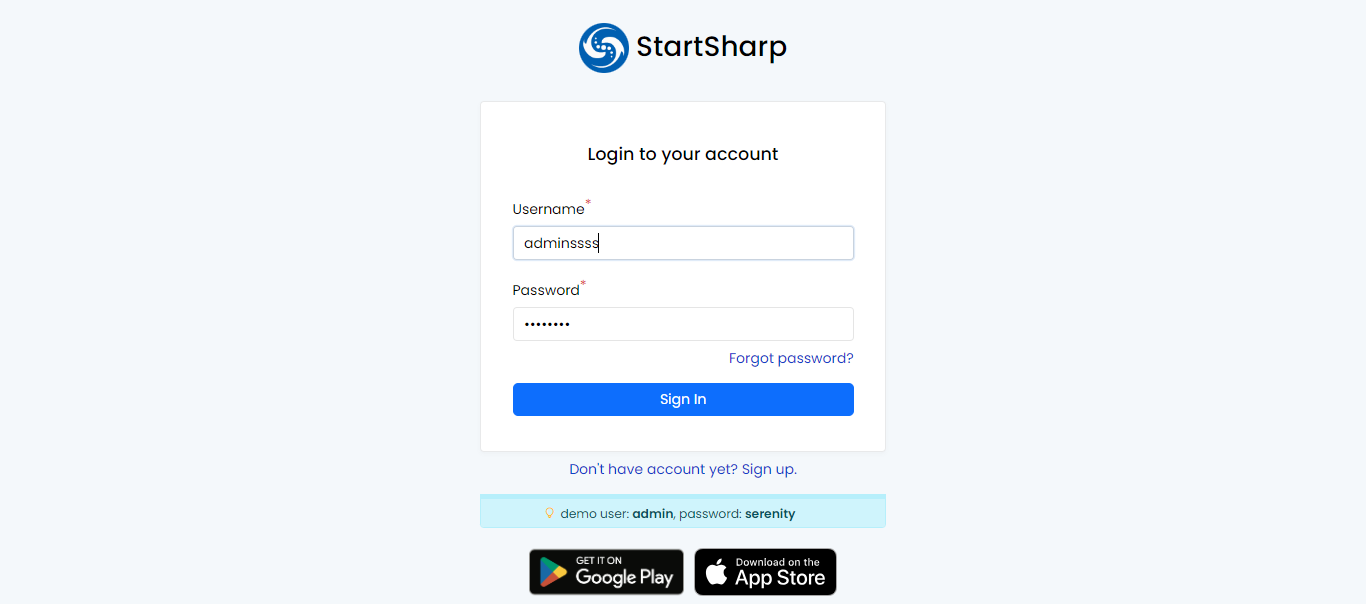 StartSharp
Login to your account
Username*
adminssss
Password*
••••••••
Forgot password?
Sign In
Don't have account yet? Sign up.
demo user: admin, password: serenity
GET IT ON
Google Play
Download on the
App Store